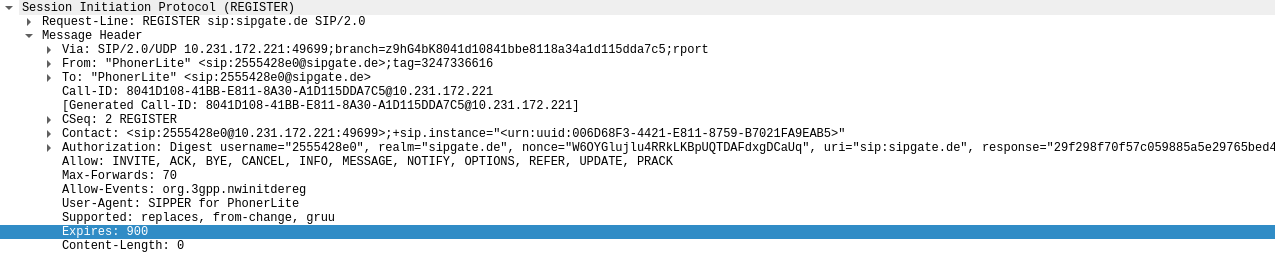 Session Initiation Protocol (REGISTER)
Request-Line: REGISTER sip:sipgate.de SIP/2.0
Message Header
Via: SIP/2.0/UDP 10.231.172.221:49699;branch=z9hG4bK8041d10841bbe8118a34a1d115dda7c5;rport
From: "PhonerLite" <sip:2555428e0@sipgate.de>;tag=3247336616
To: "PhonerLite" <sip:2555428e0@sipgate.de>
Call-ID: 8041D108-41BB-E811-8A30-A1D115DDA7C5@10.231.172.221
[Generated Call-ID: 8041D108-41BB-E811-8A30-A1D115DDA7C5@10.231.172.221]
CSeq: 2 REGISTER
Contact: <sip:2555428e0@10.231.172.221:49699>;+sip.instance="<urn:uuid:006D68F3-4421-E811-8759-B7021FA9EAB5>"
Authorization: Digest username="2555428e0", realm="sipgate.de", nonce="W6OYGlujlu4RRkLKBpUQTDAFdxgDCaUq", uri="sip:sipgate.de", response="29f298f70f57c059885a5e29765bed4
Allow: INVITE, ACK, BYE, CANCEL, INFO, MESSAGE, NOTIFY, OPTIONS, REFER, UPDATE, PRACK
Max-Forwards: 70
Allow-Events: org.3gpp.nwinitdereg
User-Agent: SIPPER for PhonerLite
Supported: replaces, from-change, gruu
Expires: 900
Content-Length: 0